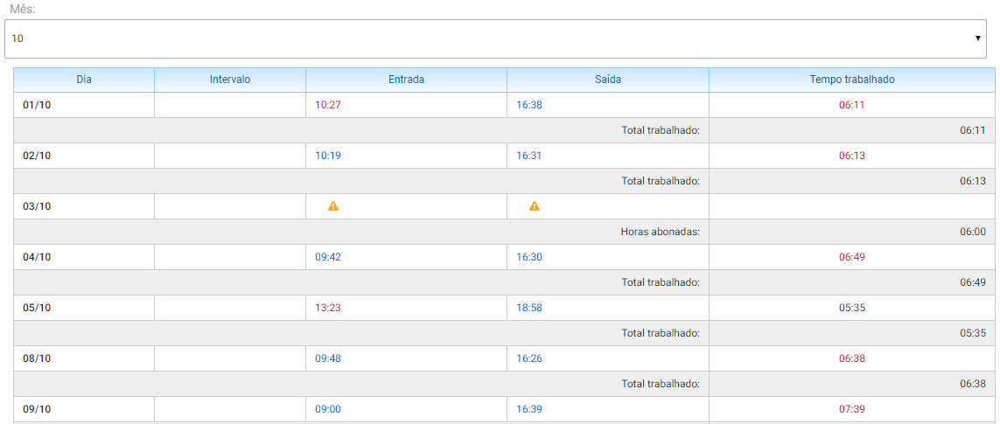 Mês:
10
Dia Intervalo Entrada Saída Tempo trabalhado
01/10 10:27 16:38 06:11
Total trabalhado: 06:11
02/10 10:19 16:31 06:13
Total trabalhado: 06:13
03/10
Horas abonadas: 06:00
04/10 09:42 16:30 06:49
Total trabalhado: 06:49
05/10 13:23 18:58 05:35
Total trabalhado: 05:35
08/10 09:48 16:26 06:38
Total trabalhado: 06:38
09/10 09:00 16:39 07:39